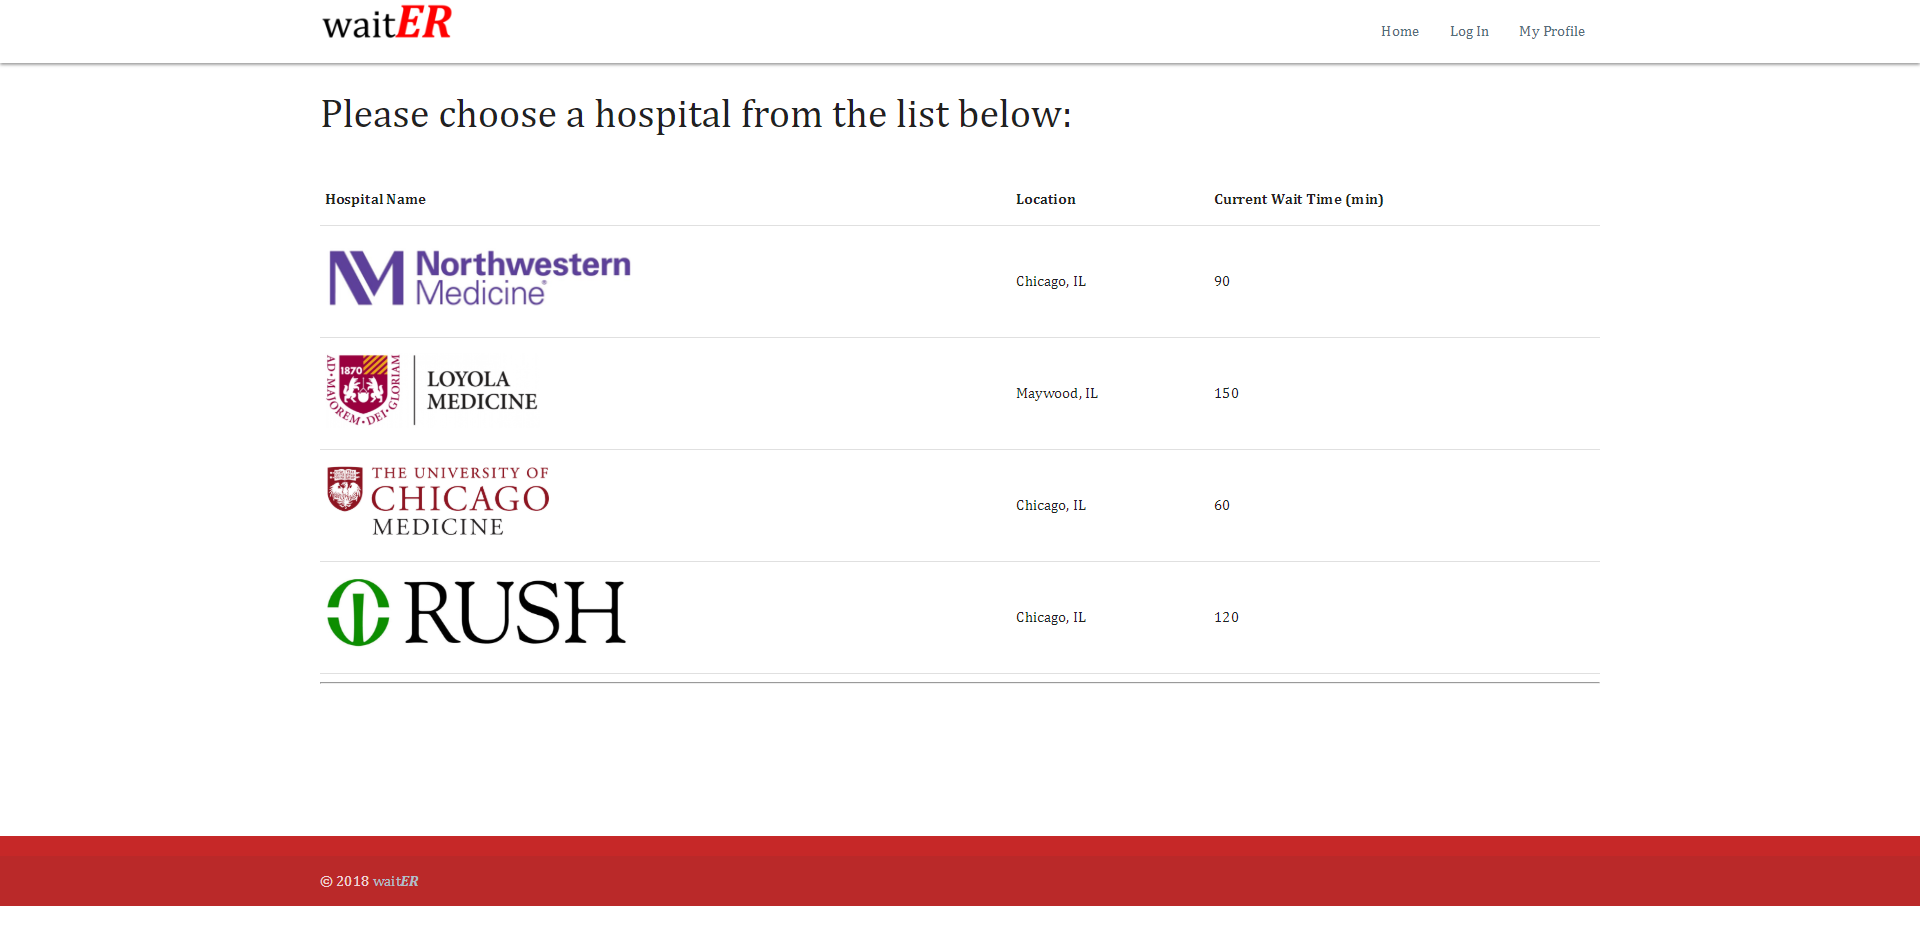 waitER
Home Log In My Profile
Please choose a hospital from the list below:
Hospital Name Location Current Wait Time (min)
Northwestern
Medicine®
Chicago, IL 90
AD·MAJOREM·DEI·GLORIAM
1870
LOYOLA
MEDICINE
Maywood, IL 150
THE UNIVERSITY OF
CHICAGO
MEDICINE
Chicago, IL 60
RUSH
Chicago, IL 120
© 2018 waitER